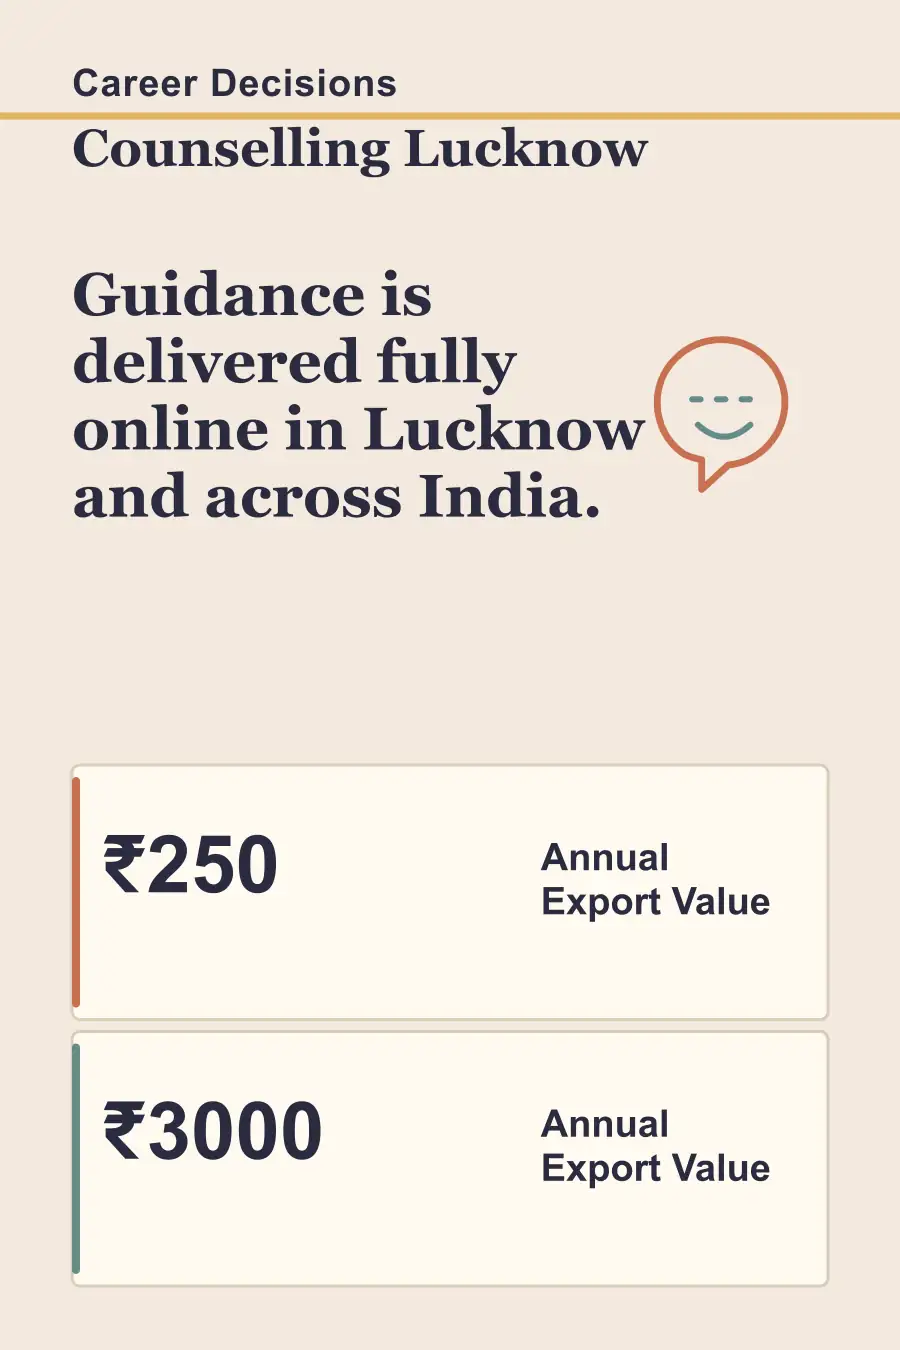 Career Decisions
Counselling Lucknow
Guidance is
delivered fully
online in Lucknow
and across India.
₹250
Annual
Export Value
₹3000
Annual
Export Value